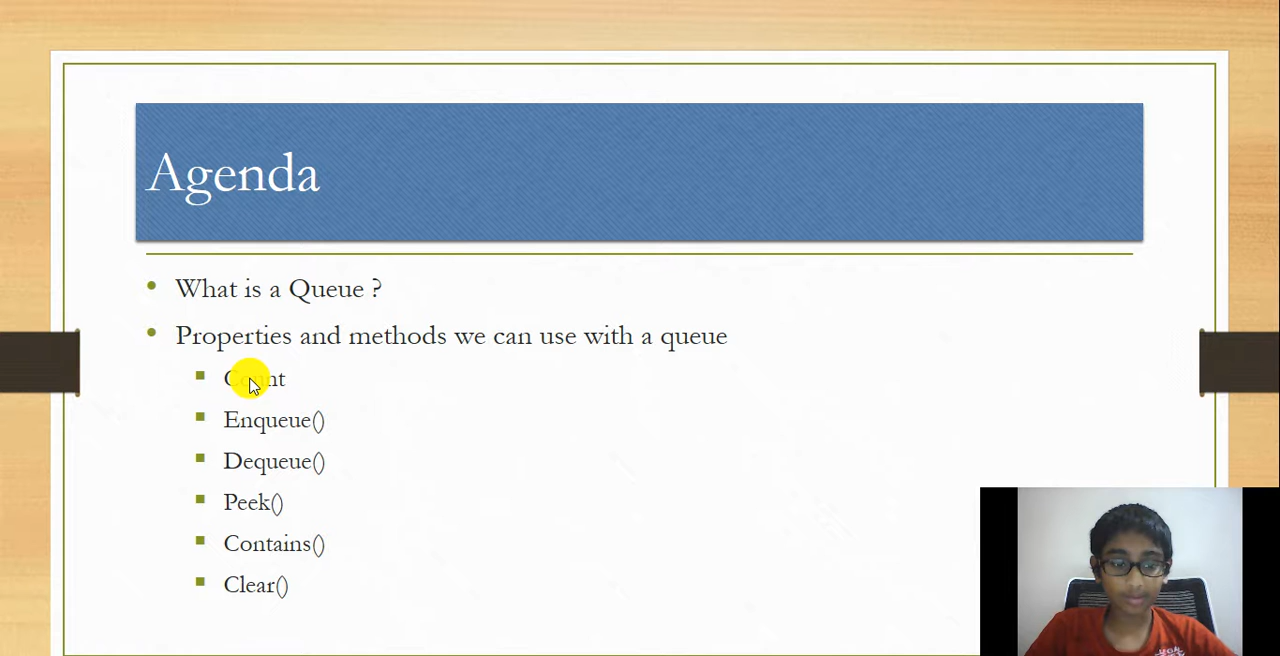 Agenda
What is a Queue ?
Properties and methods we can use with a queue
Count
Enqueue()
Dequeue()
Peek()
Contains()
Clear()